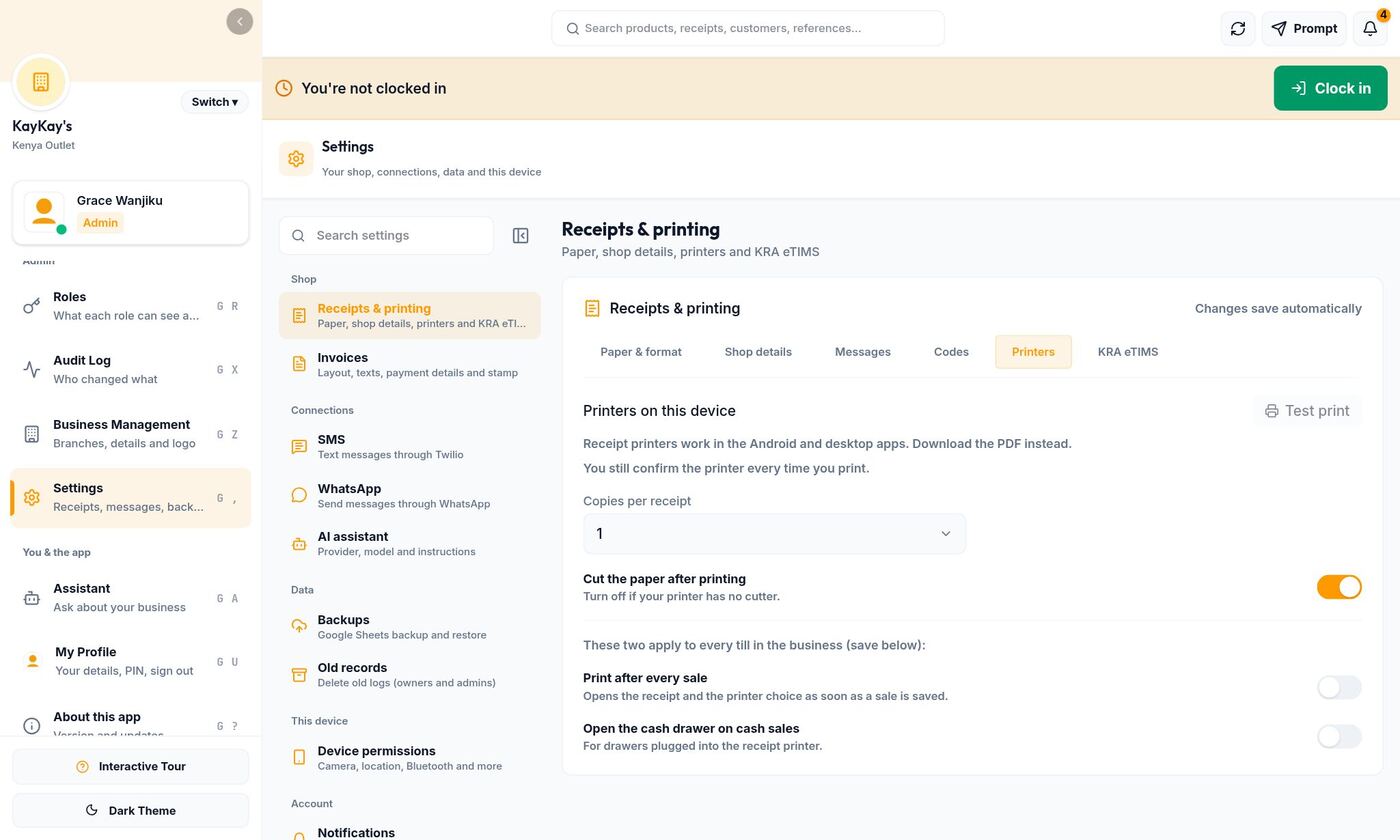 Search products, receipts, customers, references...
Prompt
4
You're not clocked in
Clock in
Switch ▾
KayKay's
Kenya Outlet
Grace Wanjiku
Admin
Admin
Roles
What each role can see a...
G R
Audit Log
Who changed what
G X
Business Management
Branches, details and logo
G Z
Settings
Receipts, messages, back...
G ,
You & the app
Assistant
Ask about your business
G A
My Profile
Your details, PIN, sign out
G U
About this app
Version and updates
G ?
Interactive Tour
Dark Theme
Settings
Your shop, connections, data and this device
Search settings
Shop
Receipts & printing
Paper, shop details, printers and KRA eTI...
Invoices
Layout, texts, payment details and stamp
Connections
SMS
Text messages through Twilio
WhatsApp
Send messages through WhatsApp
AI assistant
Provider, model and instructions
Data
Backups
Google Sheets backup and restore
Old records
Delete old logs (owners and admins)
This device
Device permissions
Camera, location, Bluetooth and more
Account
Notifications
Receipts & printing
Paper, shop details, printers and KRA eTIMS
Receipts & printing
Changes save automatically
Paper & format
Shop details
Messages
Codes
Printers
KRA eTIMS
Printers on this device
Test print
Receipt printers work in the Android and desktop apps. Download the PDF instead.
You still confirm the printer every time you print.
Copies per receipt
1
Cut the paper after printing
Turn off if your printer has no cutter.
These two apply to every till in the business (save below):
Print after every sale
Opens the receipt and the printer choice as soon as a sale is saved.
Open the cash drawer on cash sales
For drawers plugged into the receipt printer.